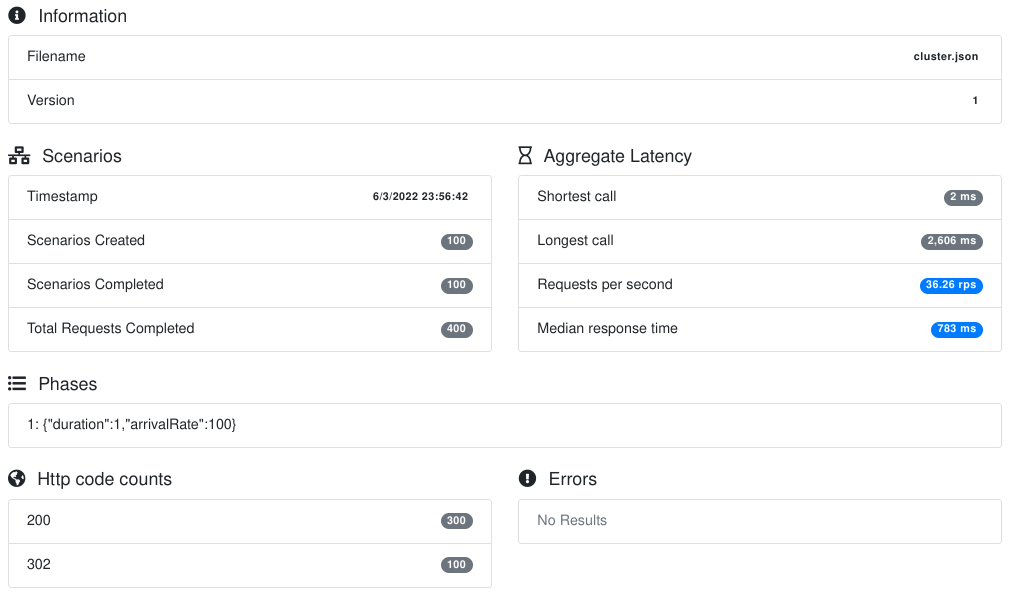 Information
Filename cluster.json
Version 1
Scenarios
Timestamp 6/3/2022 23:56:42
Scenarios Created 100
Scenarios Completed 100
Total Requests Completed 400
Aggregate Latency
Shortest call 2 ms
Longest call 2,606 ms
Requests per second 36.26 rps
Median response time 783 ms
Phases
1: {"duration":1,"arrivalRate":100}
Http code counts
200 300
302 100
Errors
No Results